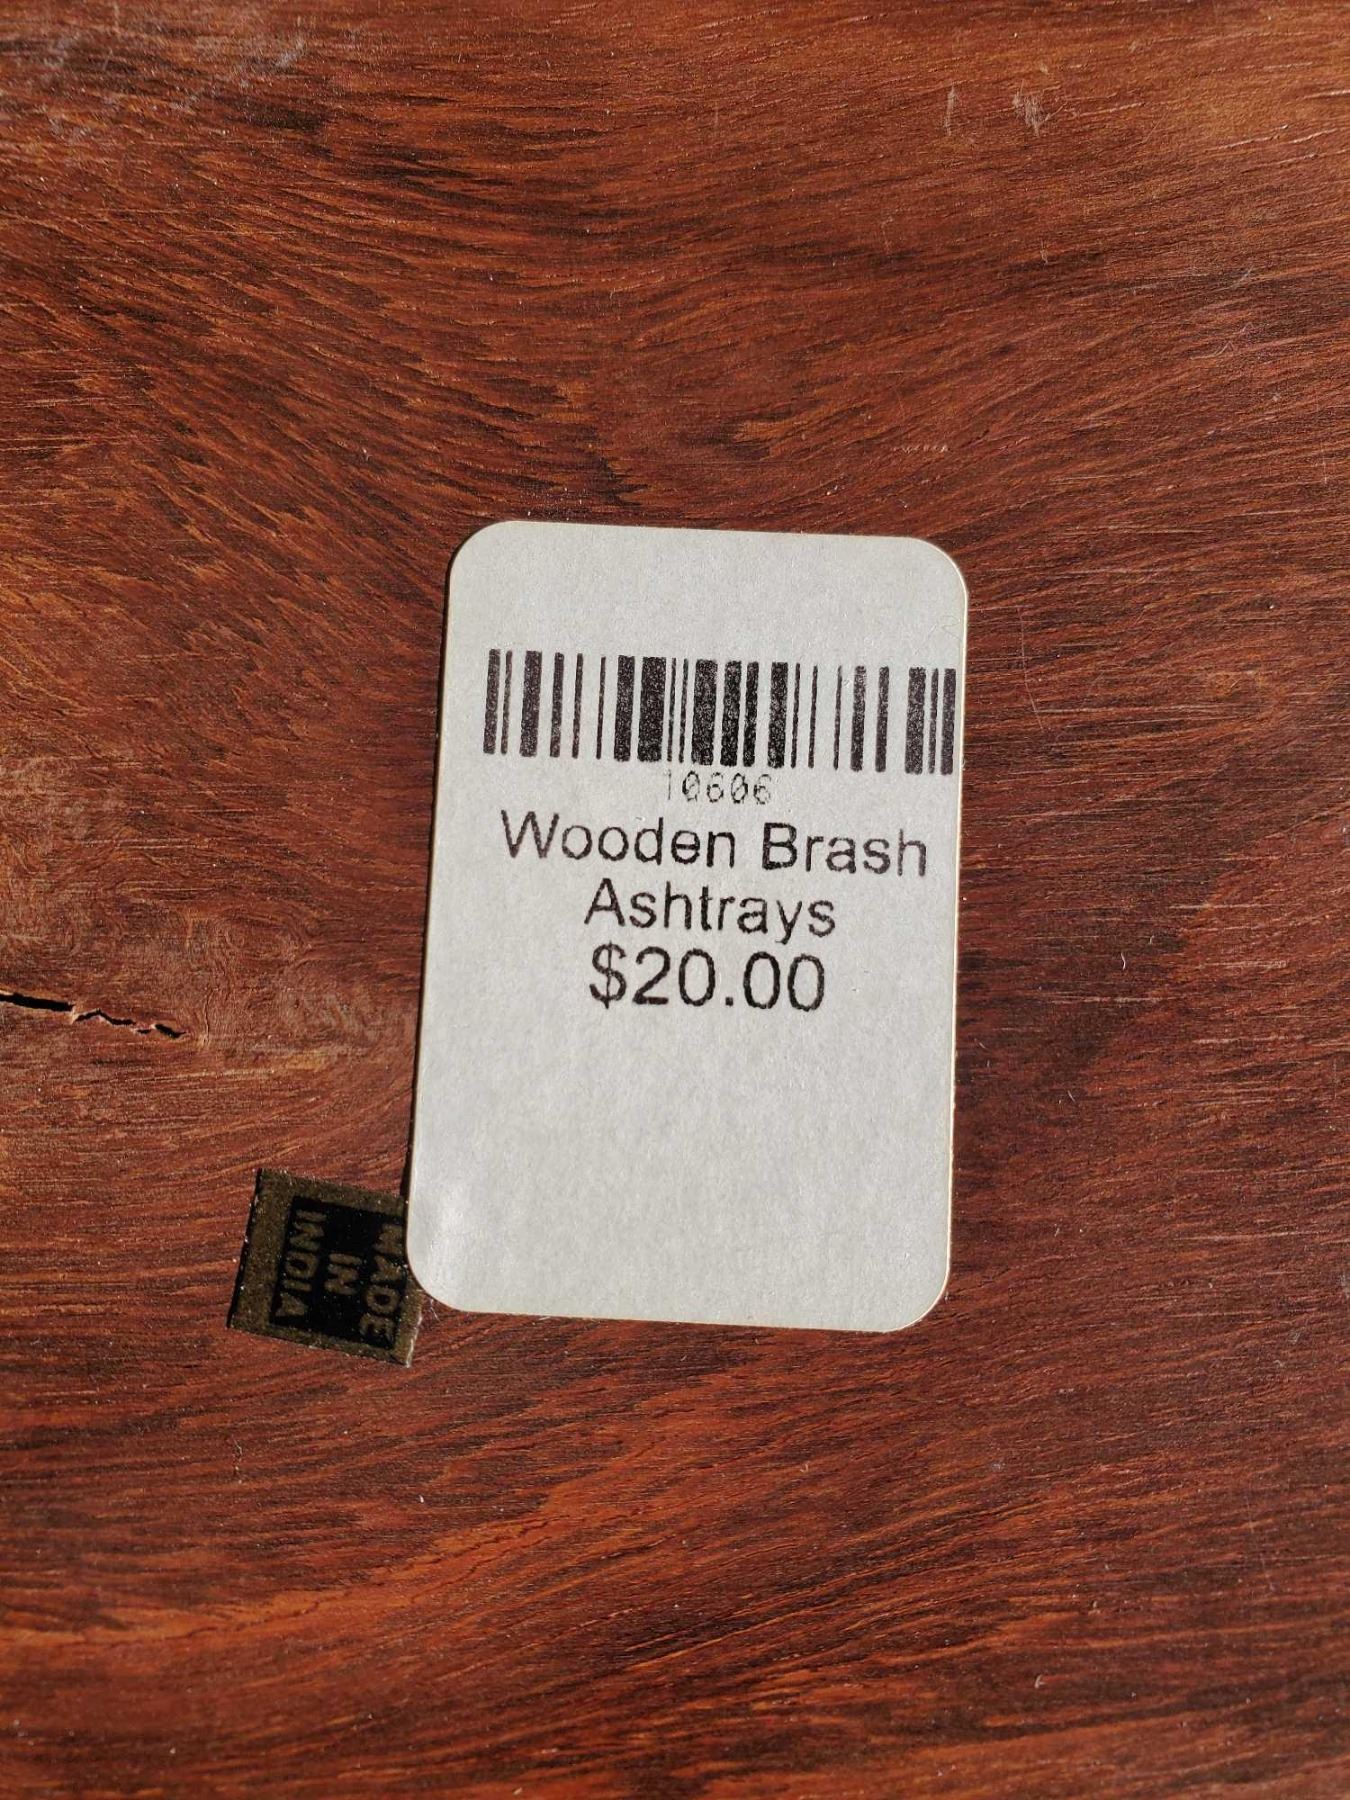 10606
Wooden Brash
Ashtrays
$20.00
MADE
IN
INDIA